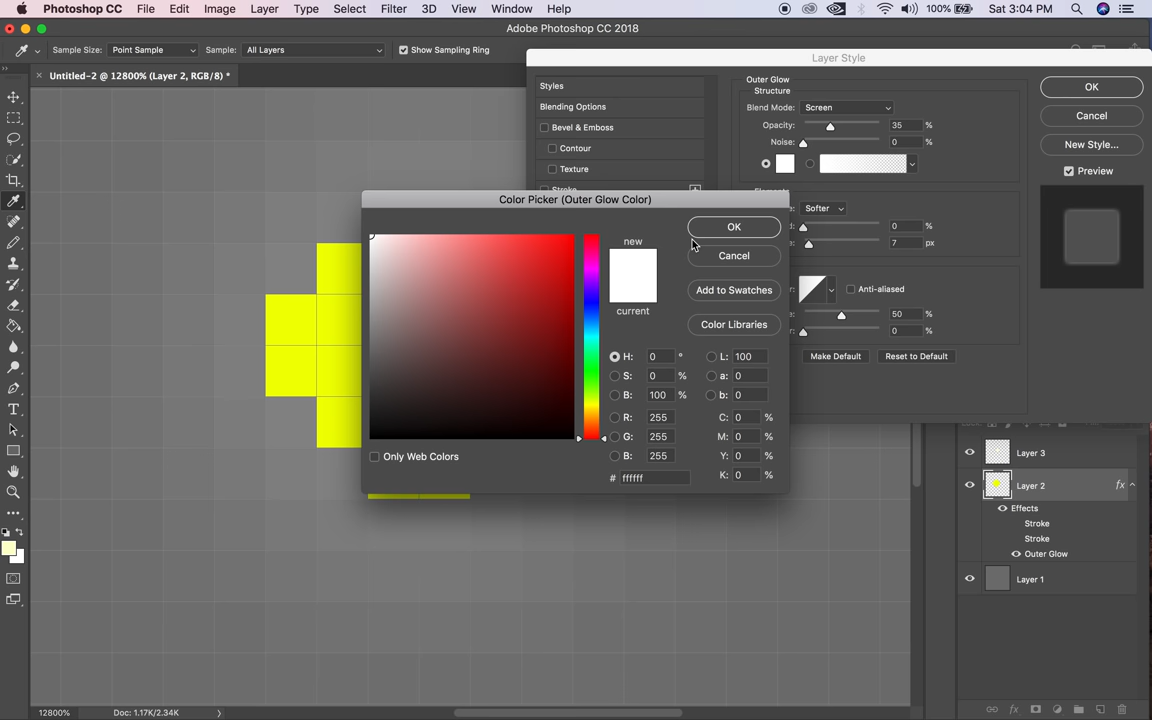 Photoshop CC File Edit Image Layer Type Select Filter 3D View Window Help 100% Sat 3:04 PM
Adobe Photoshop CC 2018
Sample Size: Point Sample Sample: All Layers Show Sampling Ring
Untitled-2 @ 12800% (Layer 2, RGB/8) *
Layer Style
Styles
Blending Options
Bevel & Emboss
Contour
Texture
Stroke
Outer Glow
Structure
Blend Mode: Screen
Opacity: 35 %
Noise: 0 %
Elements
Softer
0 %
7 px
Anti-aliased
50 %
0 %
Make Default Reset to Default
OK
Cancel
New Style...
Preview
Color Picker (Outer Glow Color)
new
current
OK
Cancel
Add to Swatches
Color Libraries
H: 0 ° L: 100
S: 0 % a: 0
B: 100 % b: 0
R: 255 C: 0 %
G: 255 M: 0 %
B: 255 Y: 0 %
# ffffff K: 0 %
Only Web Colors
Layer 3
Layer 2 fx
Effects
Stroke
Stroke
Outer Glow
Layer 1
fx
12800% Doc: 1.17K/2.34K